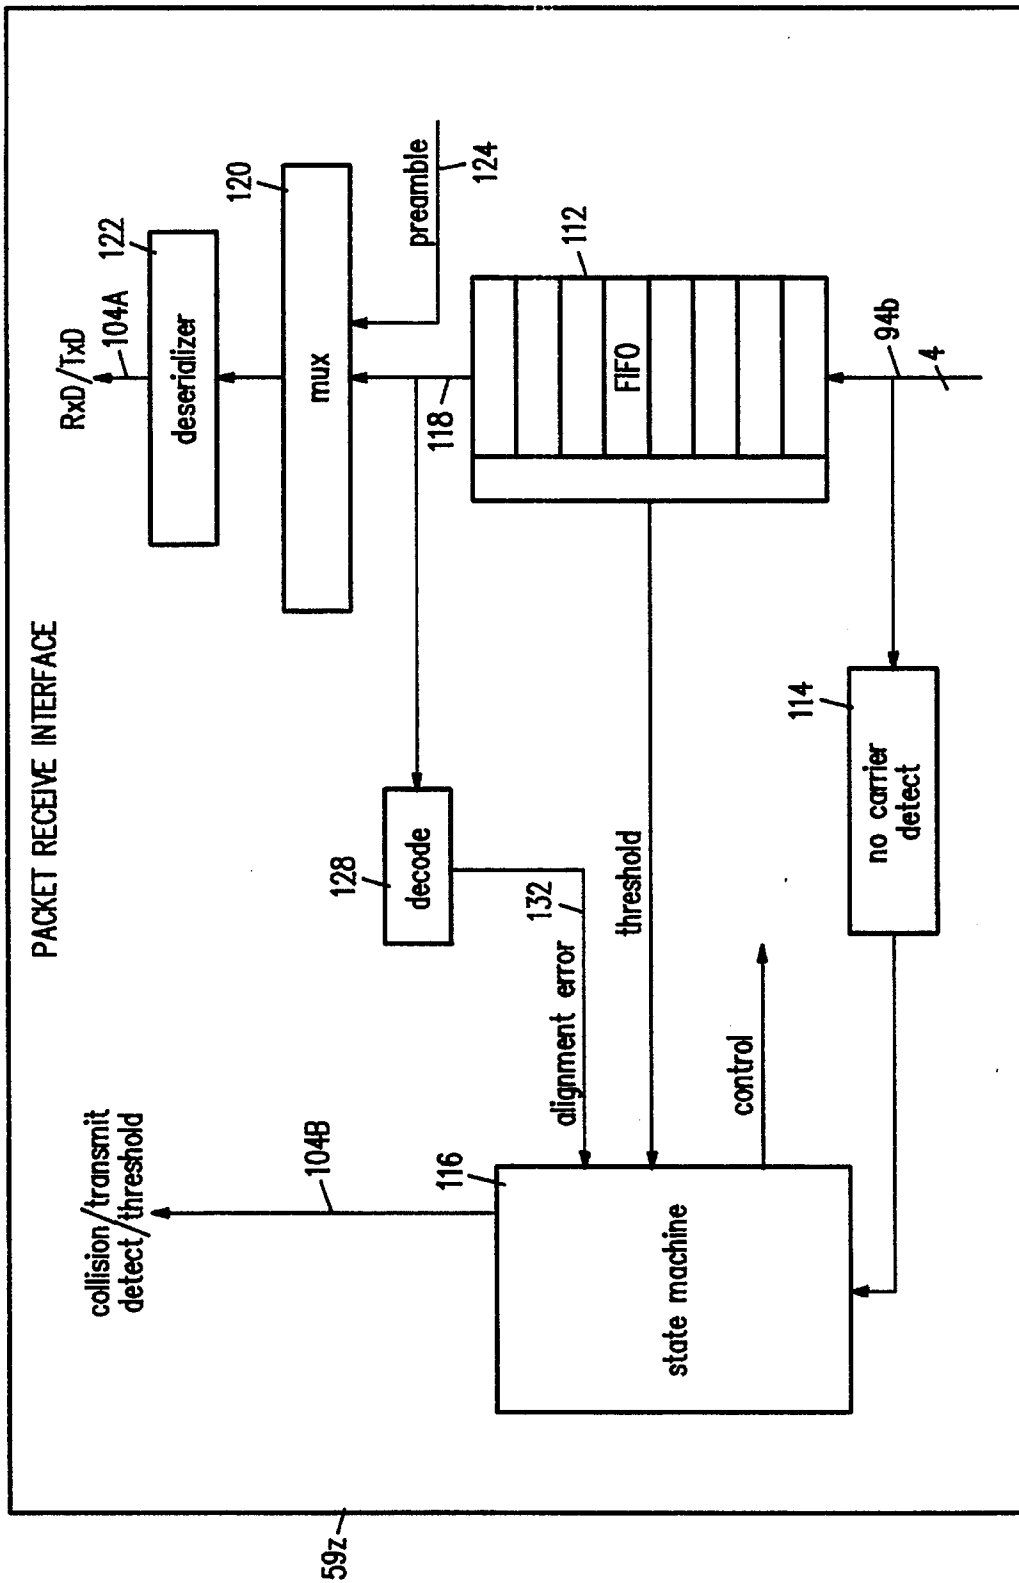 PACKET RECEIVE INTERFACE
59z
collision/transmit
detect/threshold
104B
116
state machine
control
alignment error
132
128
decode
threshold
114
no carrier
detect
RxD/TxD
104A
122
deserializer
120
mux
preamble
124
118
112
FIFO
94b
4